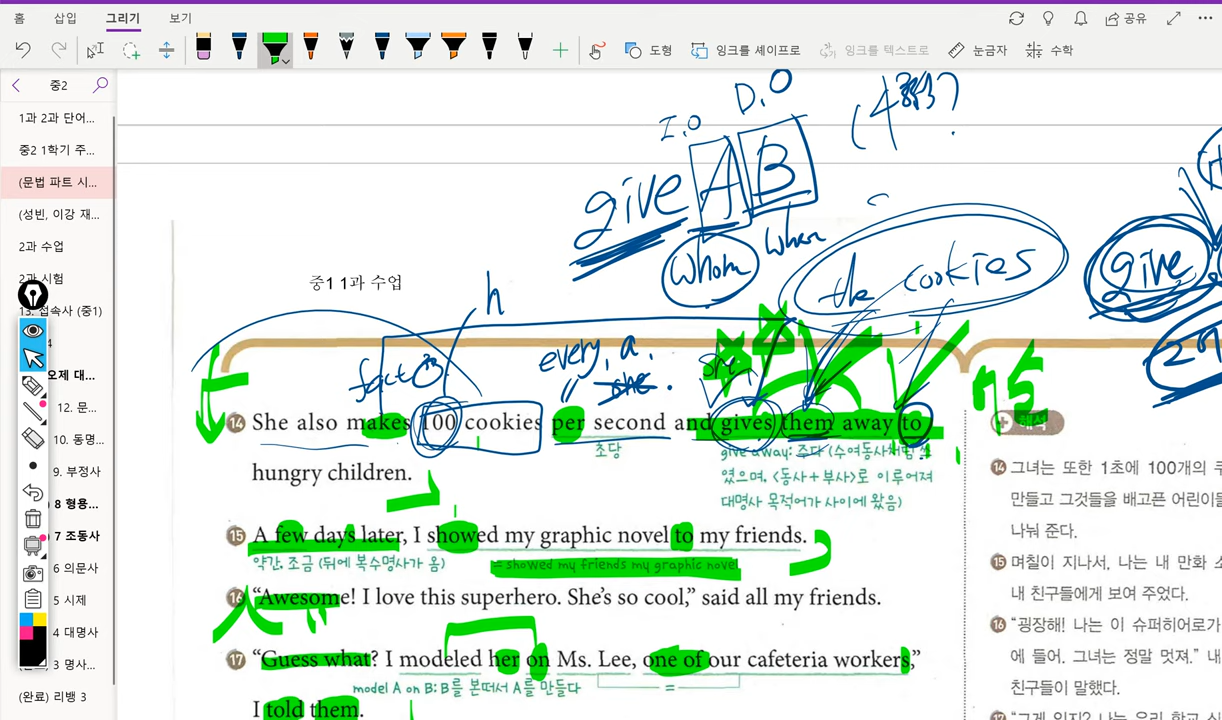 홈 삽입 그리기 보기
공유
도형 잉크를 셰이프로 잉크를 텍스트로 눈금자 수학
중2
1과 2과 단어...
중2 1학기 주...
(문법 파트 시...
(성빈, 이강 재...
2과 수업
2과 시험
13. 접속사 (중1)
4
오제 대...
12. 문...
10. 동명...
9. 부정사
8 형용...
7 조동사
6 의문사
5 시제
4 대명사
3 명사...
(완료) 리뱅 3
I.O D.O
give A B
whom
the cookies
give
중1 1과 수업
h
every, a.
she
14 She also makes 100 cookies per second and gives them away to
초당
give away: 주다 (수여동사처럼 쓰
hungry children.
였으며, <동사+부사>로 이루어져
대명사 목적어가 사이에 왔음)
15 A few days later, I showed my graphic novel to my friends.
약간, 조금 (뒤에 복수명사가 옴)
= showed my friends my graphic novel
16 “Awesome! I love this superhero. She’s so cool,” said all my friends.
17 “Guess what? I modeled her on Ms. Lee, one of our cafeteria workers,”
model A on B: B를 본떠서 A를 만들다
=
I told them.
14 그녀는 또한 1초에 100개의 쿠
만들고 그것들을 배고픈 어린이들
나눠 준다.
15 며칠이 지나서, 나는 내 만화 소
내 친구들에게 보여 주었다.
16 “굉장해! 나는 이 슈퍼히어로가
에 들어. 그녀는 정말 멋져.” 내
친구들이 말했다.